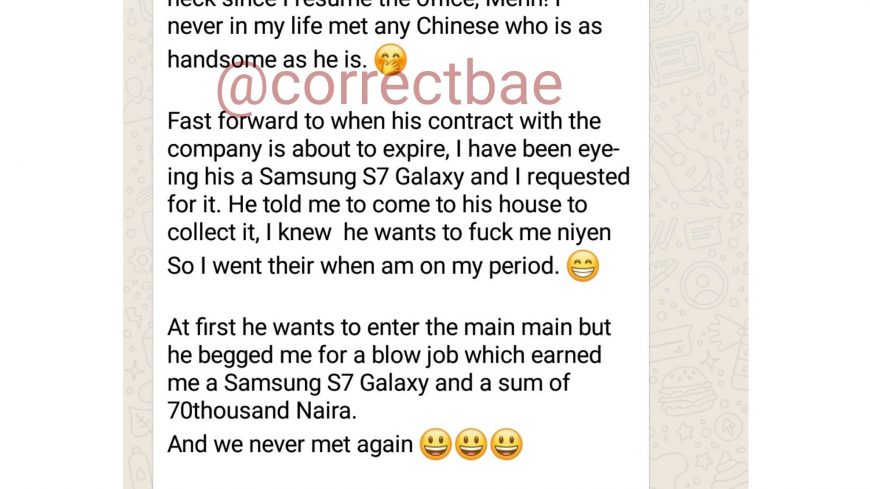 neck since I resume the office, Mehn! I
never in my life met any Chinese who is as
handsome as he is. 🤭
@correctbae
Fast forward to when his contract with the
company is about to expire, I have been eye-
ing his a Samsung S7 Galaxy and I requested
for it. He told me to come to his house to
collect it, I knew he wants to fuck me niyen
So I went their when am on my period. 😁
At first he wants to enter the main main but
he begged me for a blow job which earned
me a Samsung S7 Galaxy and a sum of
70thousand Naira.
And we never met again 😃😃😃